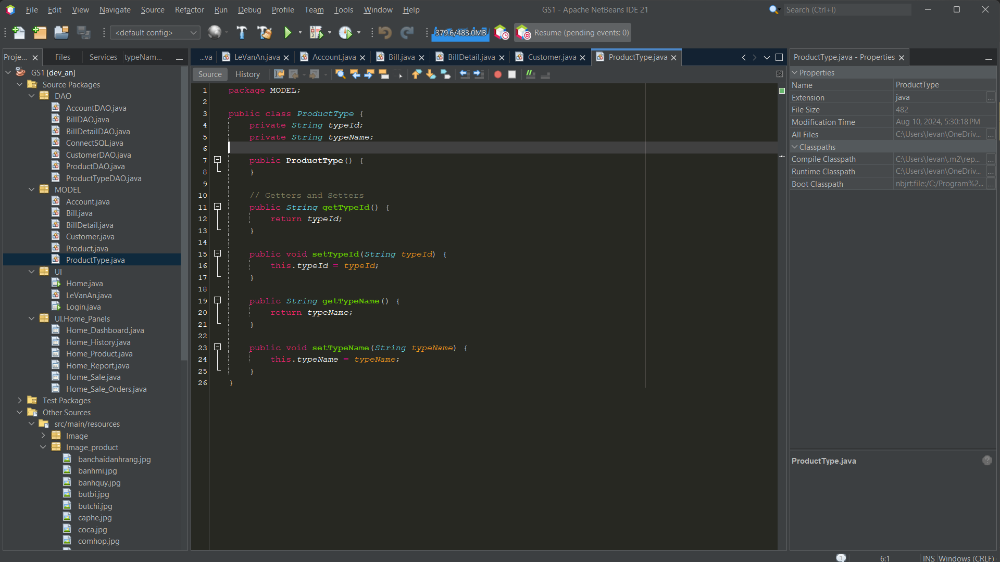 File Edit View Navigate Source Refactor Run Debug Profile Team Tools Window Help
GS1 - Apache NetBeans IDE 21
Search (Ctrl+I)
<default config>
379.6/483.0MB
Resume (pending events: 0)
Proje...
Files
Services
typeNam...
GS1 [dev_an]
Source Packages
DAO
AccountDAO.java
BillDAO.java
BillDetailDAO.java
ConnectSQL.java
CustomerDAO.java
ProductDAO.java
ProductTypeDAO.java
MODEL
Account.java
Bill.java
BillDetail.java
Customer.java
Product.java
ProductType.java
UI
Home.java
LeVanAn.java
Login.java
UI.Home_Panels
Home_Dashboard.java
Home_History.java
Home_Product.java
Home_Report.java
Home_Sale.java
Home_Sale_Orders.java
Test Packages
Other Sources
src/main/resources
Image
Image_product
banchaidanhrang.jpg
banhmi.jpg
banhquy.jpg
butbi.jpg
butchi.jpg
caphe.jpg
coca.jpg
comhop.jpg
...va
LeVanAn.java
Account.java
Bill.java
BillDetail.java
Customer.java
ProductType.java
Source
History
1 package MODEL;
2
3 public class ProductType {
4 private String typeId;
5 private String typeName;
6
7 public ProductType() {
8 }
9
10 // Getters and Setters
11 public String getTypeId() {
12 return typeId;
13 }
14
15 public void setTypeId(String typeId) {
16 this.typeId = typeId;
17 }
18
19 public String getTypeName() {
20 return typeName;
21 }
22
23 public void setTypeName(String typeName) {
24 this.typeName = typeName;
25 }
26 }
ProductType.java - Properties
Properties
Name ProductType
Extension java ...
File Size 482
Modification Time Aug 10, 2024, 5:30:18 PM
All Files C:\Users\levan\OneDriv... ...
Classpaths
Compile Classpath C:\Users\levan\.m2\rep... ...
Runtime Classpath C:\Users\levan\OneDriv... ...
Boot Classpath nbjrt:file:/C:/Program%2... ...
ProductType.java
1
6:1
INS
Windows (CRLF)